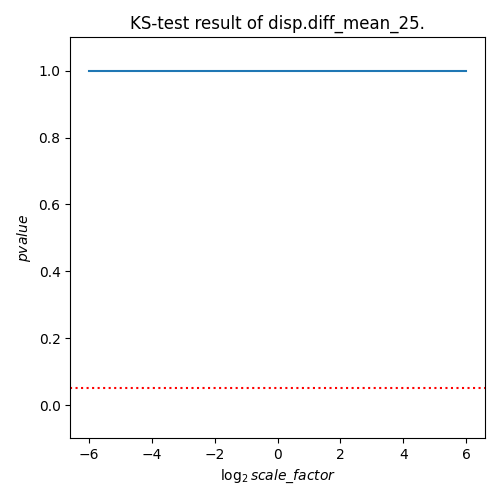 KS-test result of disp.diff_mean_25.
1.0
0.8
0.6
0.4
0.2
0.0
pvalue
−6 −4 −2 0 2 4 6
log₂ scale_factor